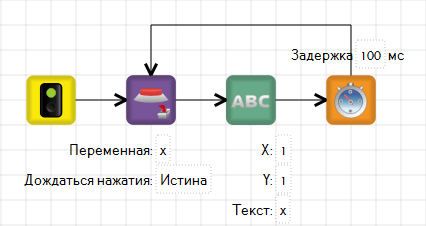 Задержка 100 мс
ABC
Переменная: x
X: 1
Дождаться нажатия: Истина
Y: 1
Текст: x